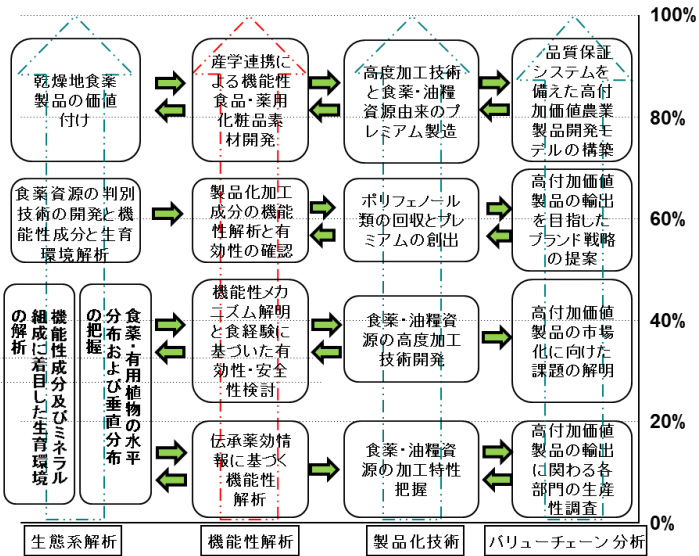 100%
乾燥地食薬
製品の価値
付け
産学連携に
よる機能性
食品・薬用
化粧品素
材開発
高度加工技術
と食薬・油糧
資源由来のプ
レミアム製造
品質保証
システムを
備えた高付
加価値農業
製品開発モ
デルの構築
80%
食薬資源の判別
技術の開発と機
能性成分と生育
環境解析
製品化加工
成分の機能
性解析と有
効性の確認
ポリフェノール
類の回収とプレ
ミアムの創出
高付加価値
製品の輸出
を目指した
ブランド戦略
の提案
60%
機能性成分及びミネラル
組成に着目した生育環境
の解析
食薬・有用植物の水平
分布および垂直分布
の把握
機能性メカ
ニズム解明
と食経験に
基づいた有
効性・安全
性検討
食薬・油糧資
源の高度加工
技術開発
高付加価値
製品の市場
化に向けた
課題の解明
40%
伝承薬効情
報に基づく
機能性
解析
食薬・油糧資
源の加工特性
把握
高付加価値
製品の輸出
に関わる各
部門の生産
性調査
20%
0%
生態系解析
機能性解析
製品化技術
バリューチェーン分析